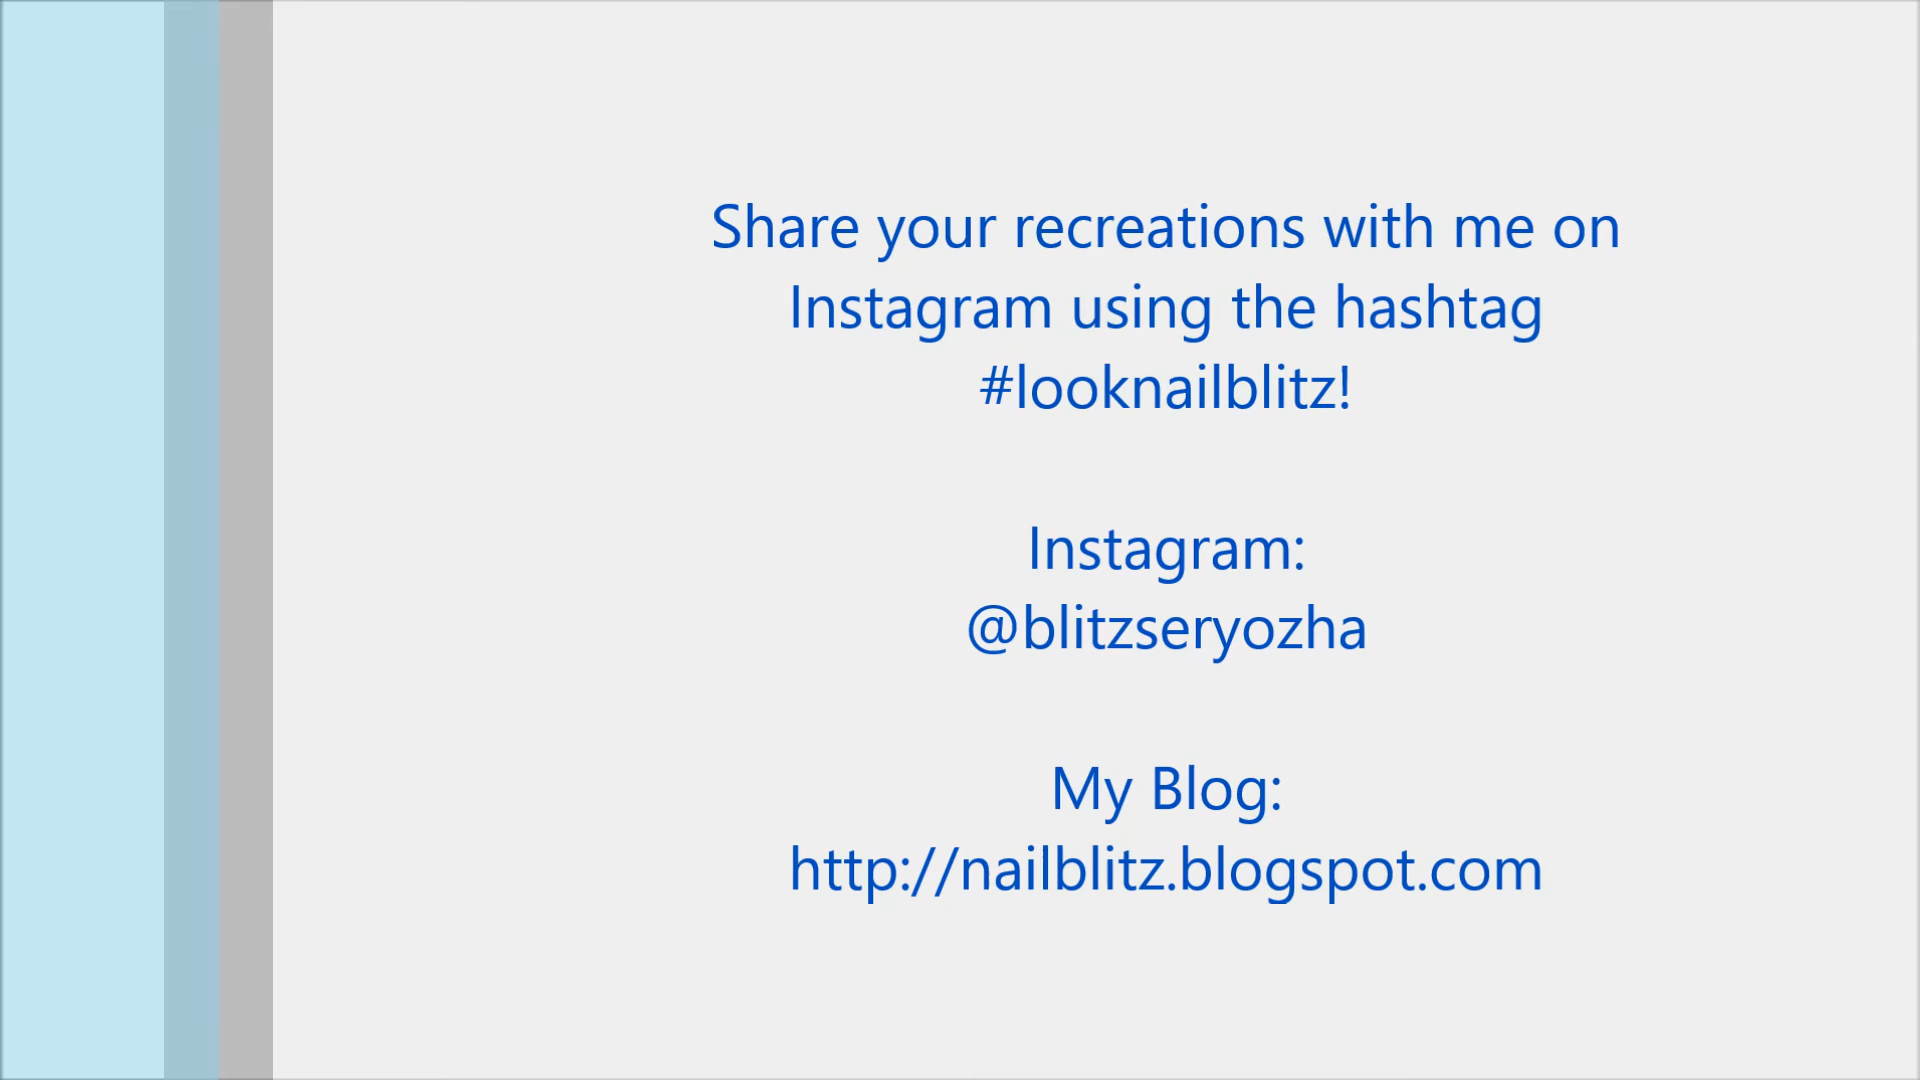 Share your recreations with me on
Instagram using the hashtag
#looknailblitz!
Instagram:
@blitzseryozha
My Blog:
http://nailblitz.blogspot.com